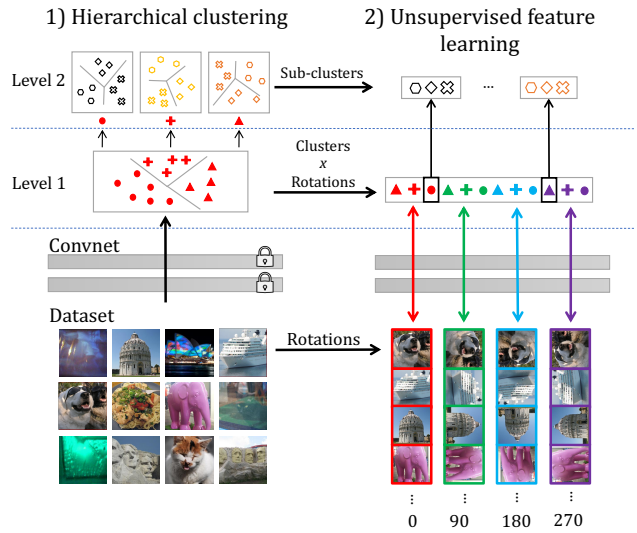 1) Hierarchical clustering
2) Unsupervised feature
learning
Level 2
Sub-clusters
...
Level 1
Clusters
x
Rotations
Convnet
Dataset
Rotations
... ... ... ...
0 90 180 270